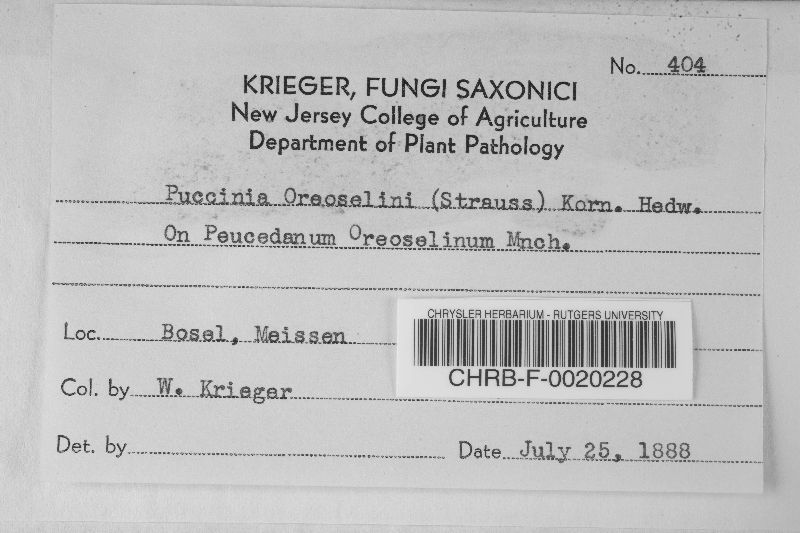 No. 404
KRIEGER, FUNGI SAXONICI
New Jersey College of Agriculture
Department of Plant Pathology
Puccinia Oreoselini (Strauss) Korn. Hedw.
On Peucedanum Oreoselinum Mnch.
Loc. Bosel, Meissen
CHRYSLER HERBARIUM - RUTGERS UNIVERSITY
CHRB-F-0020228
Col. by W. Krieger
Det. by
Date July 25, 1888